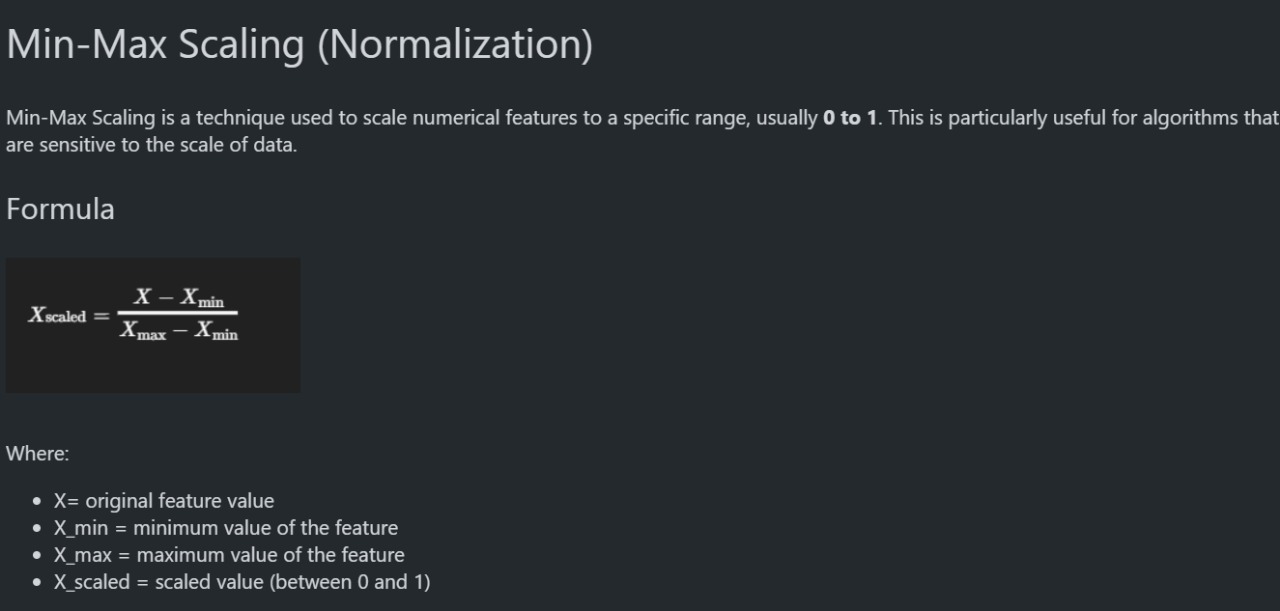 Min-Max Scaling (Normalization)
Min-Max Scaling is a technique used to scale numerical features to a specific range, usually 0 to 1. This is particularly useful for algorithms that
are sensitive to the scale of data.
Formula
X_scaled = (X − X_min) / (X_max − X_min)
Where:
• X= original feature value
• X_min = minimum value of the feature
• X_max = maximum value of the feature
• X_scaled = scaled value (between 0 and 1)